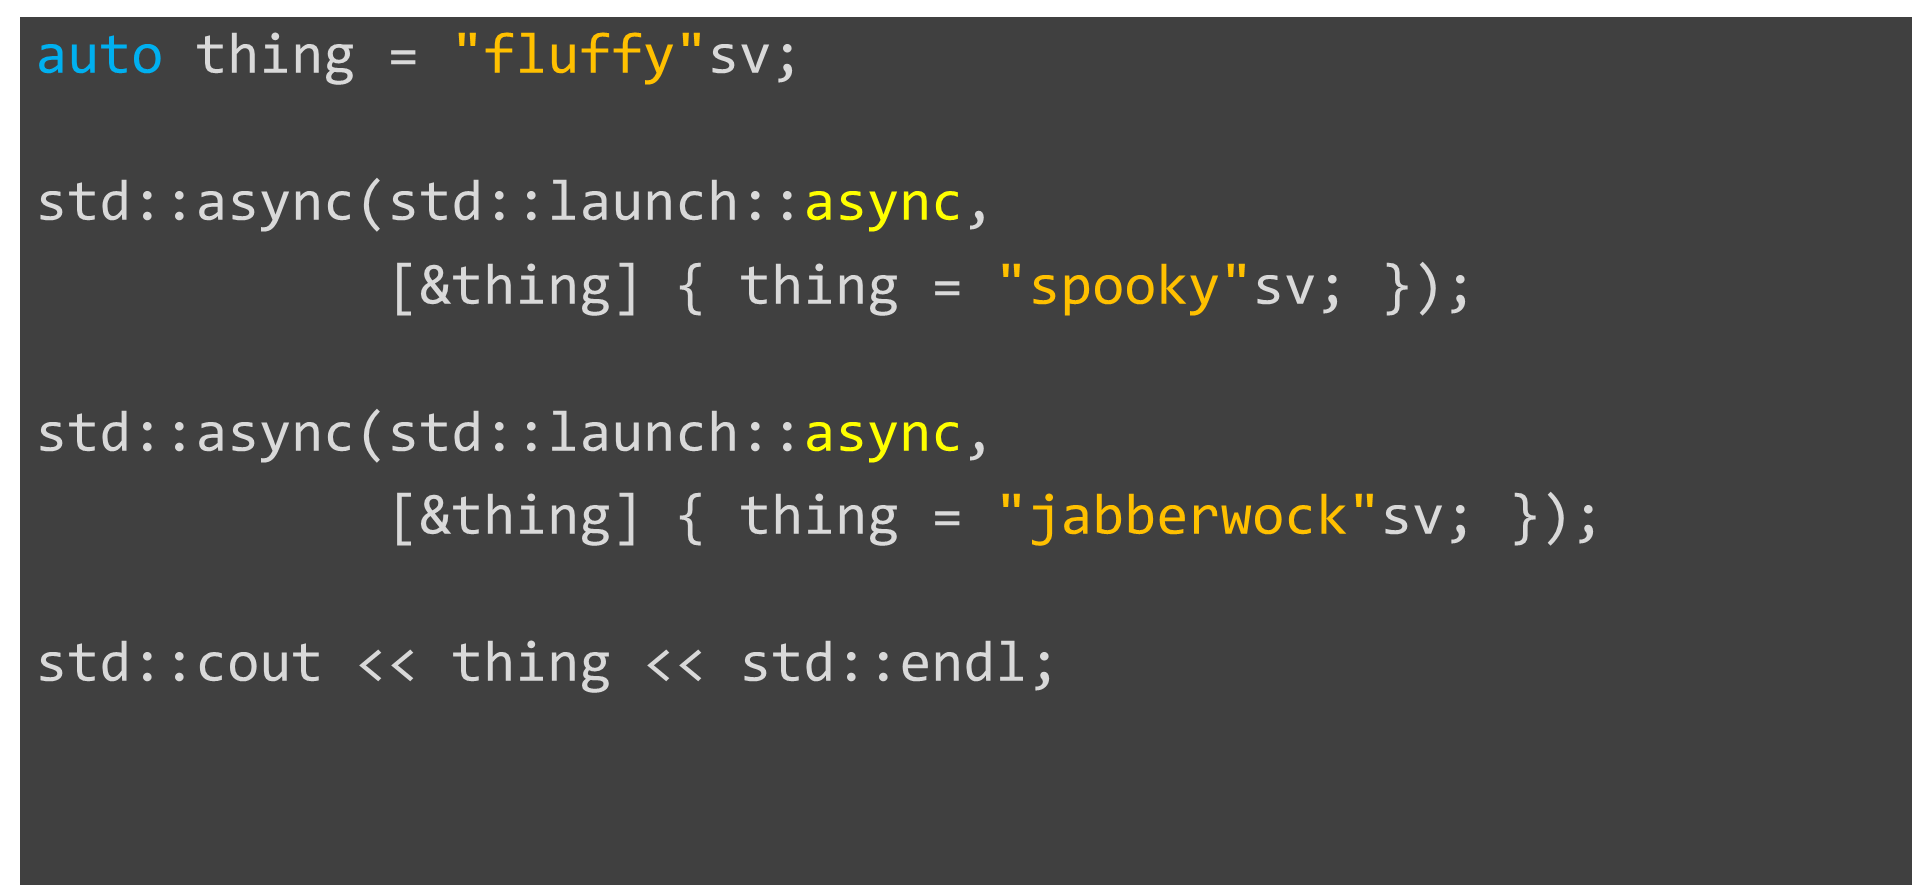 auto thing = "fluffy"sv;
std::async(std::launch::async,
           [&thing] { thing = "spooky"sv; });
std::async(std::launch::async,
           [&thing] { thing = "jabberwock"sv; });
std::cout << thing << std::endl;